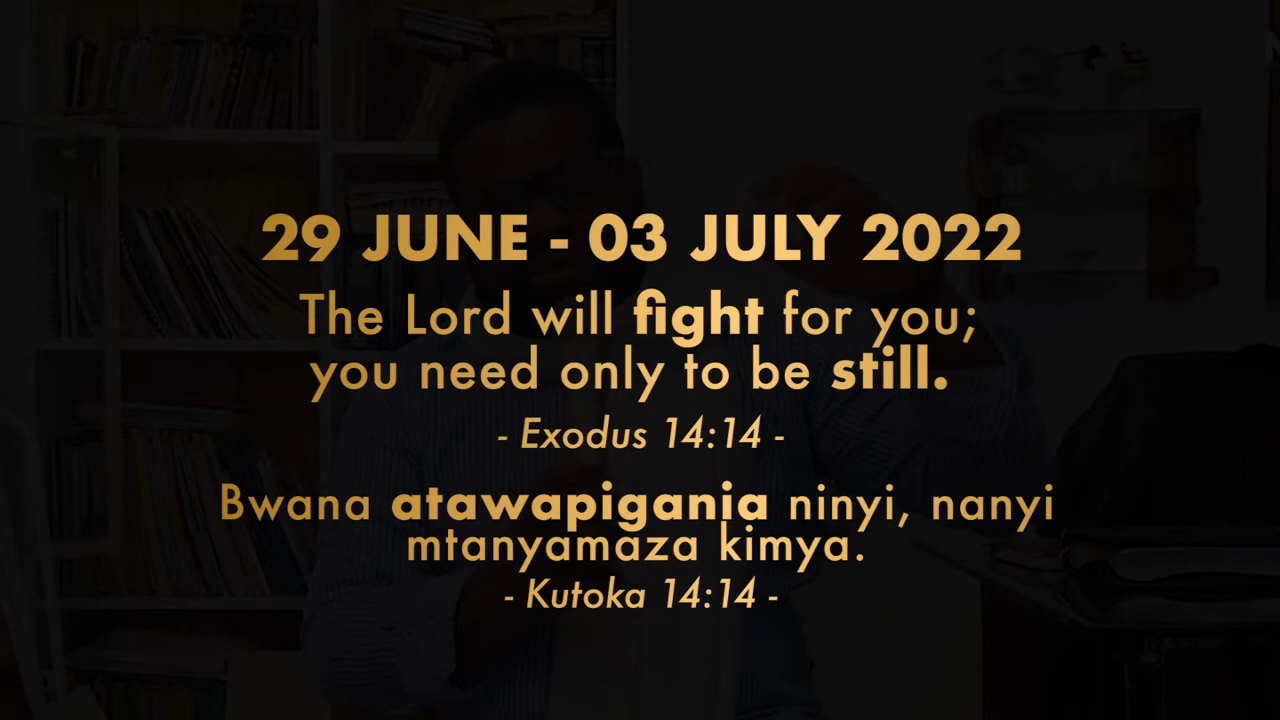 29 JUNE - 03 JULY 2022
The Lord will fight for you;
you need only to be still.
- Exodus 14:14 -
Bwana atawapigania ninyi, nanyi
mtanyamaza kimya.
- Kutoka 14:14 -